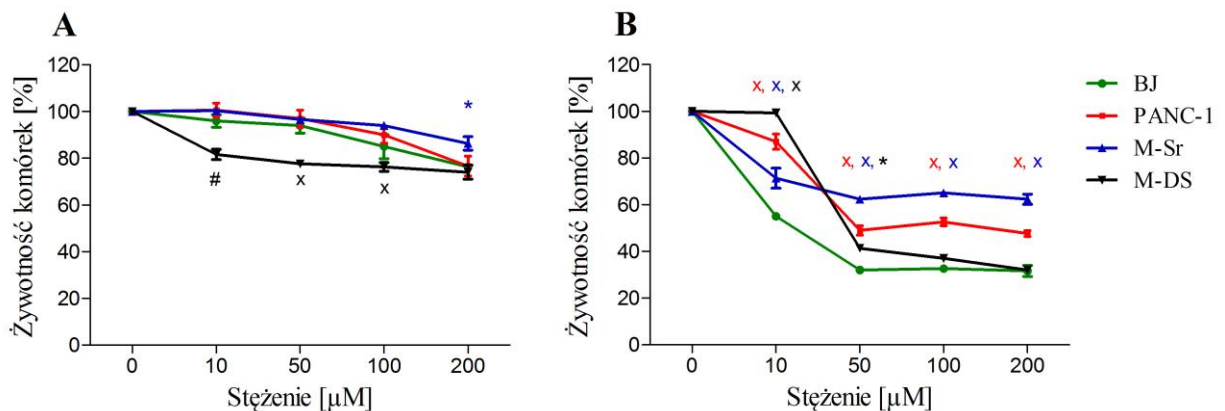 A
Żywotność komórek [%]
120
100
80
60
40
20
0
*
#
x
x
0 10 50 100 200
Stężenie [µM]
B
Żywotność komórek [%]
120
100
80
60
40
20
0
x, x, x
x, x, *
x, x
x, x
0 10 50 100 200
Stężenie [µM]
BJ
PANC-1
M-Sr
M-DS